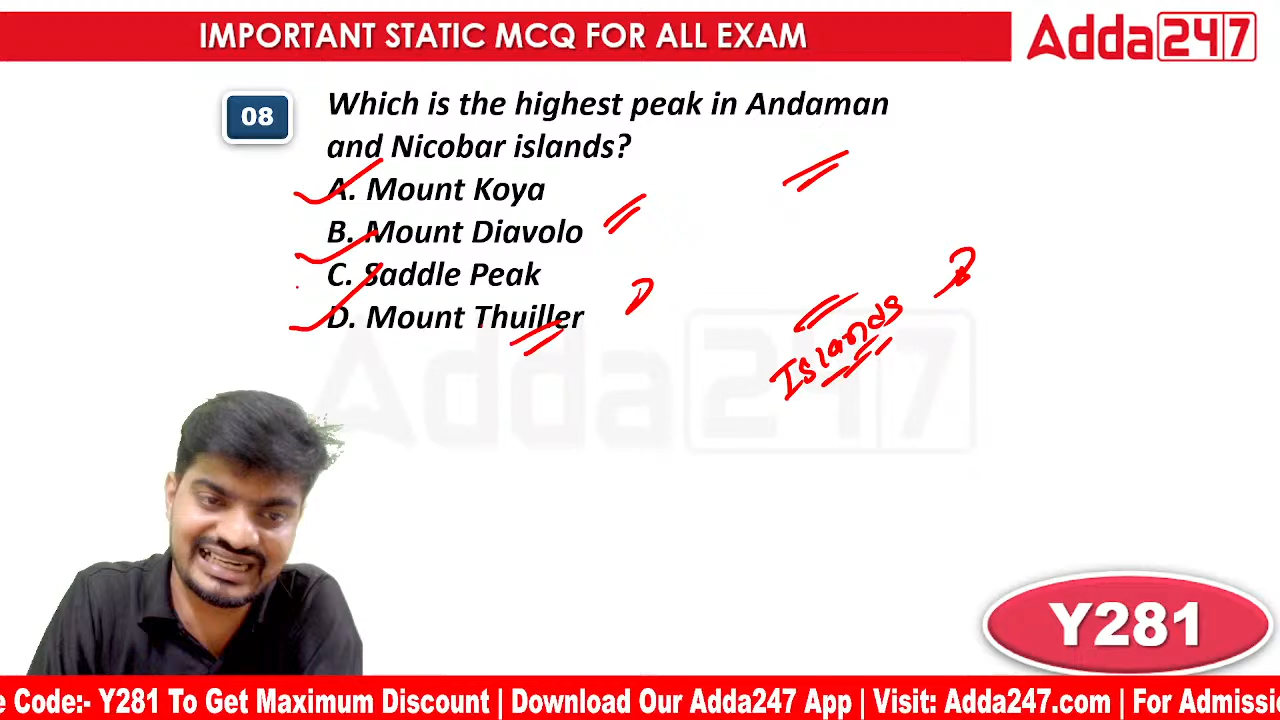 IMPORTANT STATIC MCQ FOR ALL EXAM
Adda247
08
Which is the highest peak in Andaman
and Nicobar islands?
A. Mount Koya
B. Mount Diavolo
C. Saddle Peak
D. Mount Thuiller
Islands
Adda247
Y281
e Code:- Y281 To Get Maximum Discount | Download Our Adda247 App | Visit: Adda247.com | For Admissi